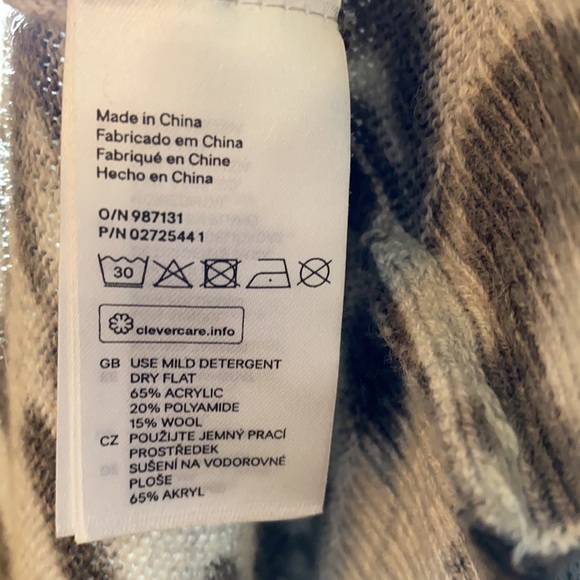 Made in China
Fabricado em China
Fabriqué en Chine
Hecho en China
O/N 987131
P/N 02725441
30
clevercare.info
GB USE MILD DETERGENT
DRY FLAT
65% ACRYLIC
20% POLYAMIDE
15% WOOL
CZ POUŽIJTE JEMNÝ PRACÍ
PROSTŘEDEK
SUŠENÍ NA VODOROVNÉ
PLOŠE
65% AKRYL